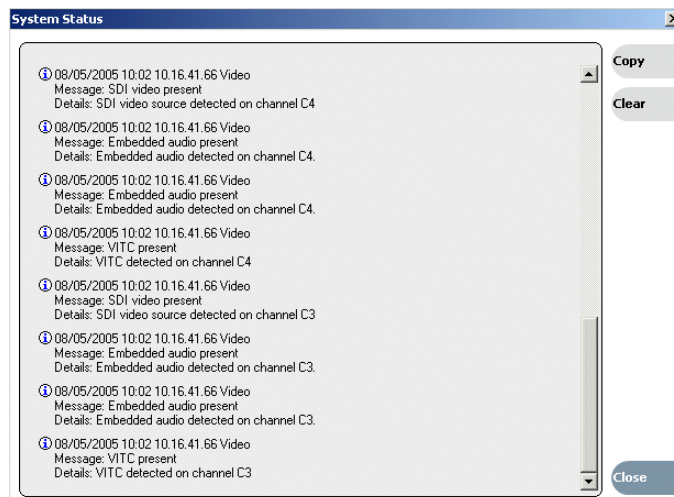 System Status
08/05/2005 10:02 10.16.41.66 Video
Message: SDI video present
Details: SDI video source detected on channel C4
08/05/2005 10:02 10.16.41.66 Video
Message: Embedded audio present
Details: Embedded audio detected on channel C4.
08/05/2005 10:02 10.16.41.66 Video
Message: Embedded audio present
Details: Embedded audio detected on channel C4.
08/05/2005 10:02 10.16.41.66 Video
Message: VITC present
Details: VITC detected on channel C4
08/05/2005 10:02 10.16.41.66 Video
Message: SDI video present
Details: SDI video source detected on channel C3
08/05/2005 10:02 10.16.41.66 Video
Message: Embedded audio present
Details: Embedded audio detected on channel C3.
08/05/2005 10:02 10.16.41.66 Video
Message: Embedded audio present
Details: Embedded audio detected on channel C3.
08/05/2005 10:02 10.16.41.66 Video
Message: VITC present
Details: VITC detected on channel C3
Copy
Clear
Close